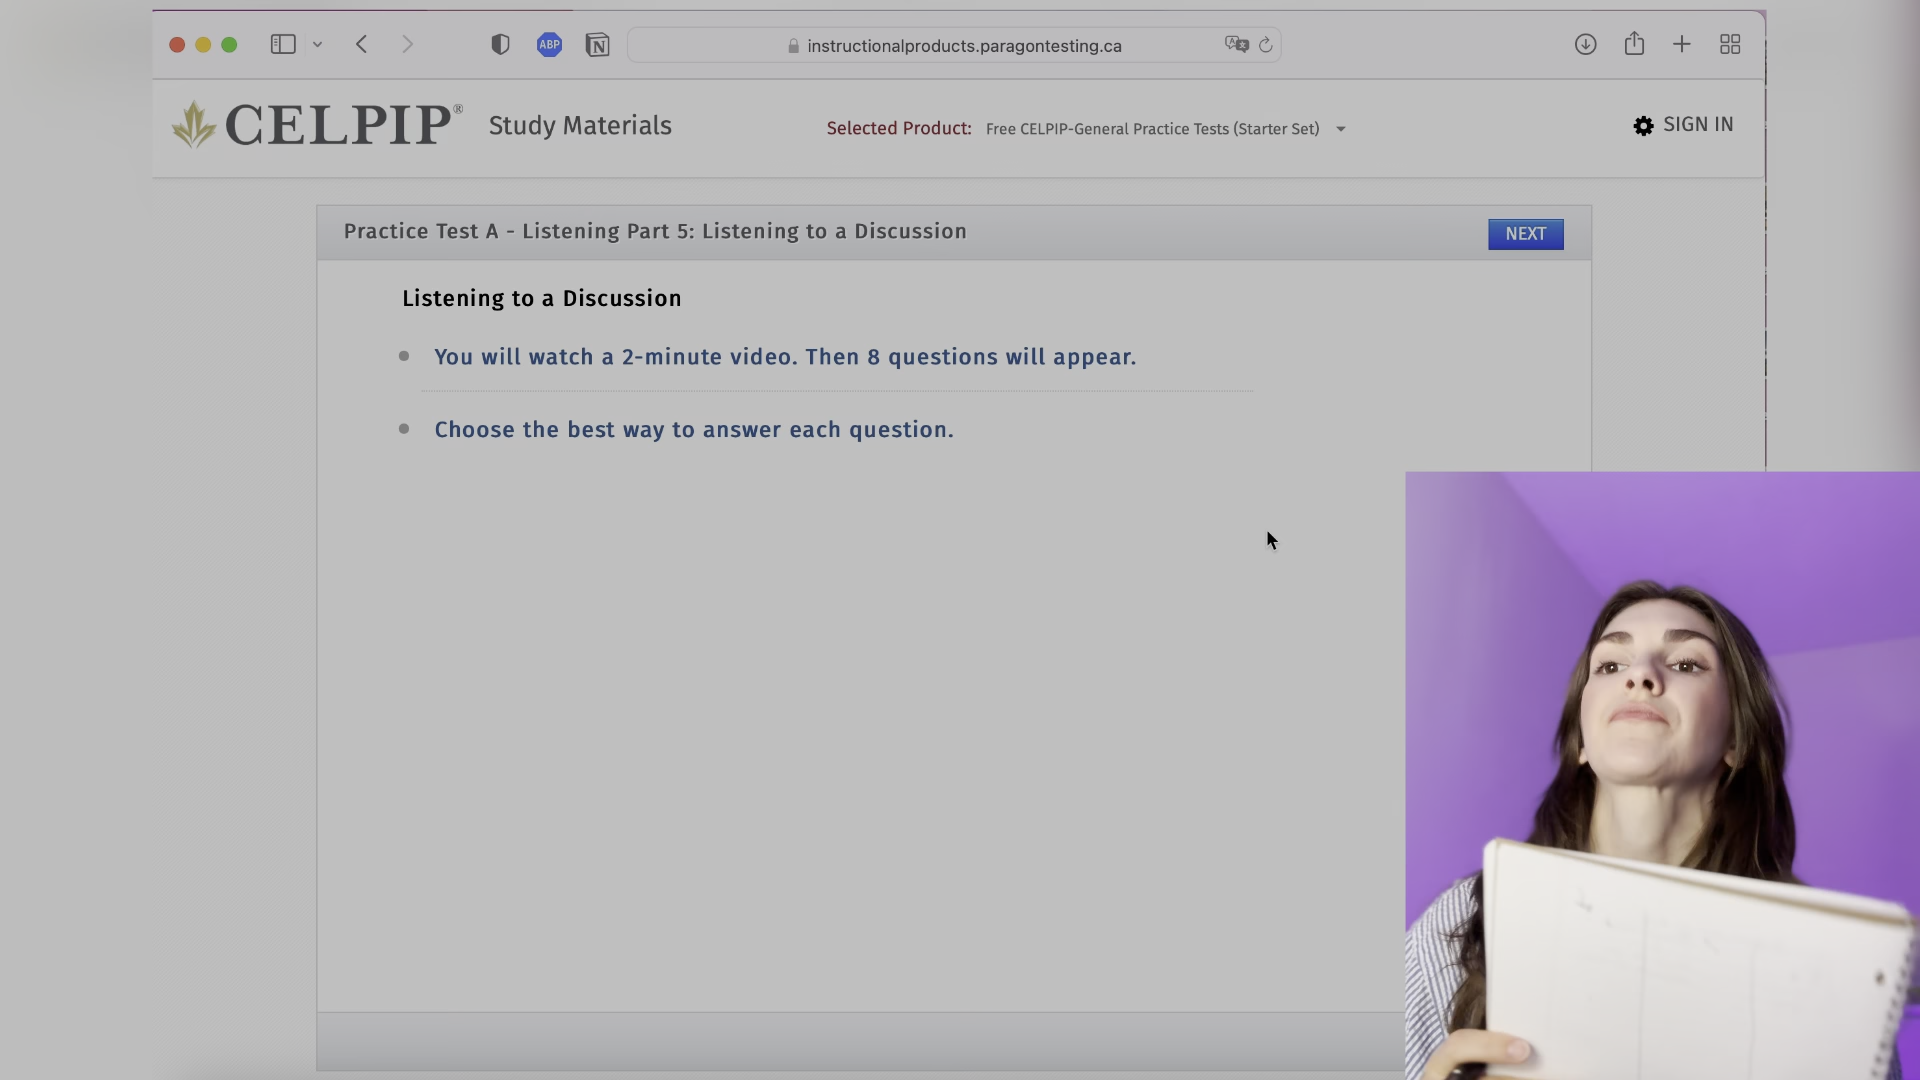 ABP
instructionalproducts.paragontesting.ca
CELPIP® Study Materials
Selected Product: Free CELPIP-General Practice Tests (Starter Set)
SIGN IN
Practice Test A - Listening Part 5: Listening to a Discussion
NEXT
Listening to a Discussion
You will watch a 2-minute video. Then 8 questions will appear.
Choose the best way to answer each question.